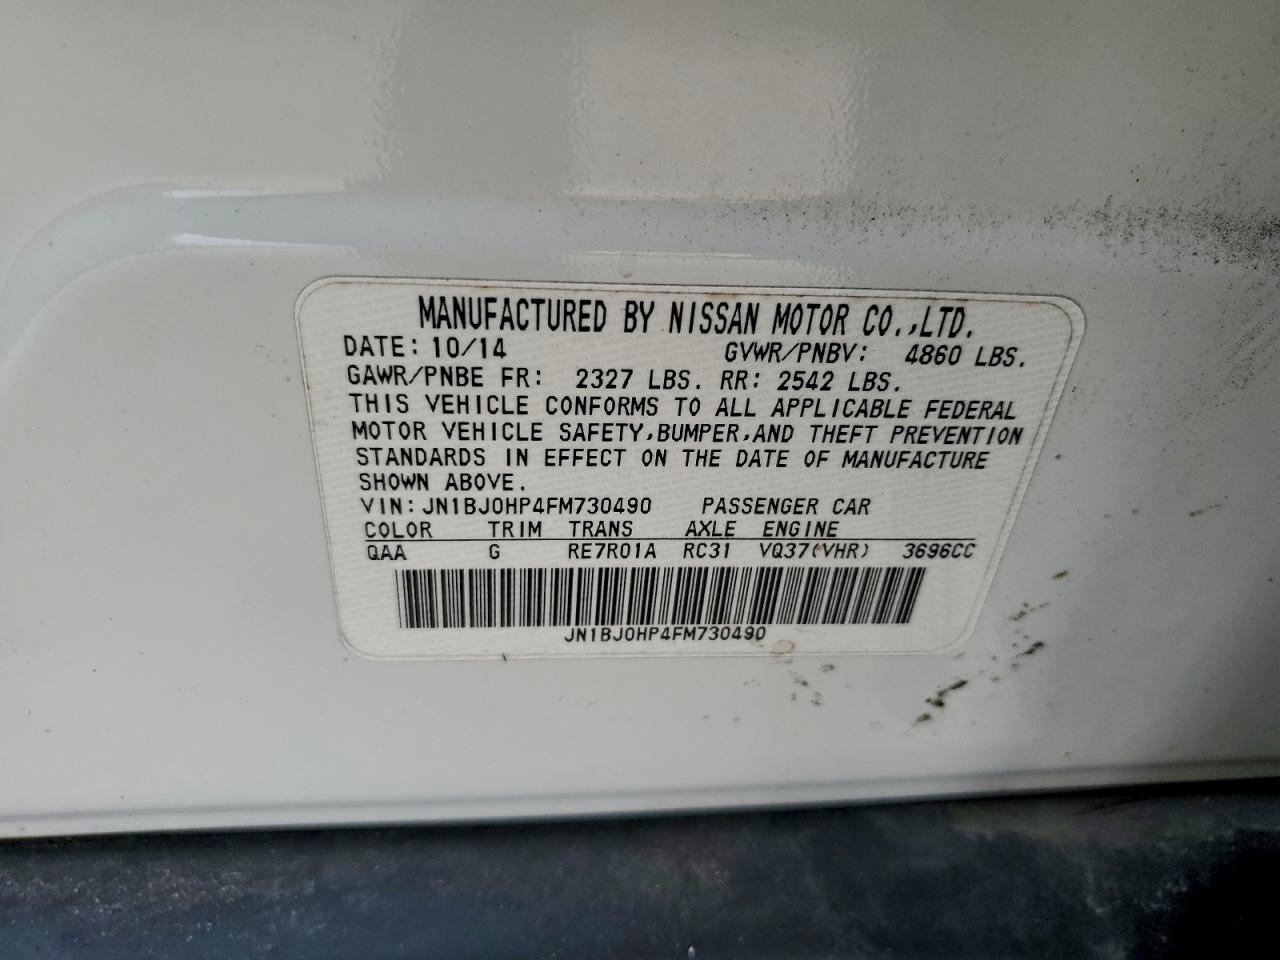 MANUFACTURED BY NISSAN MOTOR CO.,LTD.
DATE: 10/14 GVWR/PNBV: 4860 LBS.
GAWR/PNBE FR: 2327 LBS. RR: 2542 LBS.
THIS VEHICLE CONFORMS TO ALL APPLICABLE FEDERAL
MOTOR VEHICLE SAFETY,BUMPER,AND THEFT PREVENTION
STANDARDS IN EFFECT ON THE DATE OF MANUFACTURE
SHOWN ABOVE.
VIN:JN1BJ0HP4FM730490 PASSENGER CAR
COLOR TRIM TRANS AXLE ENGINE
QAA G RE7R01A RC31 VQ37(VHR) 3696CC
JN1BJ0HP4FM730490